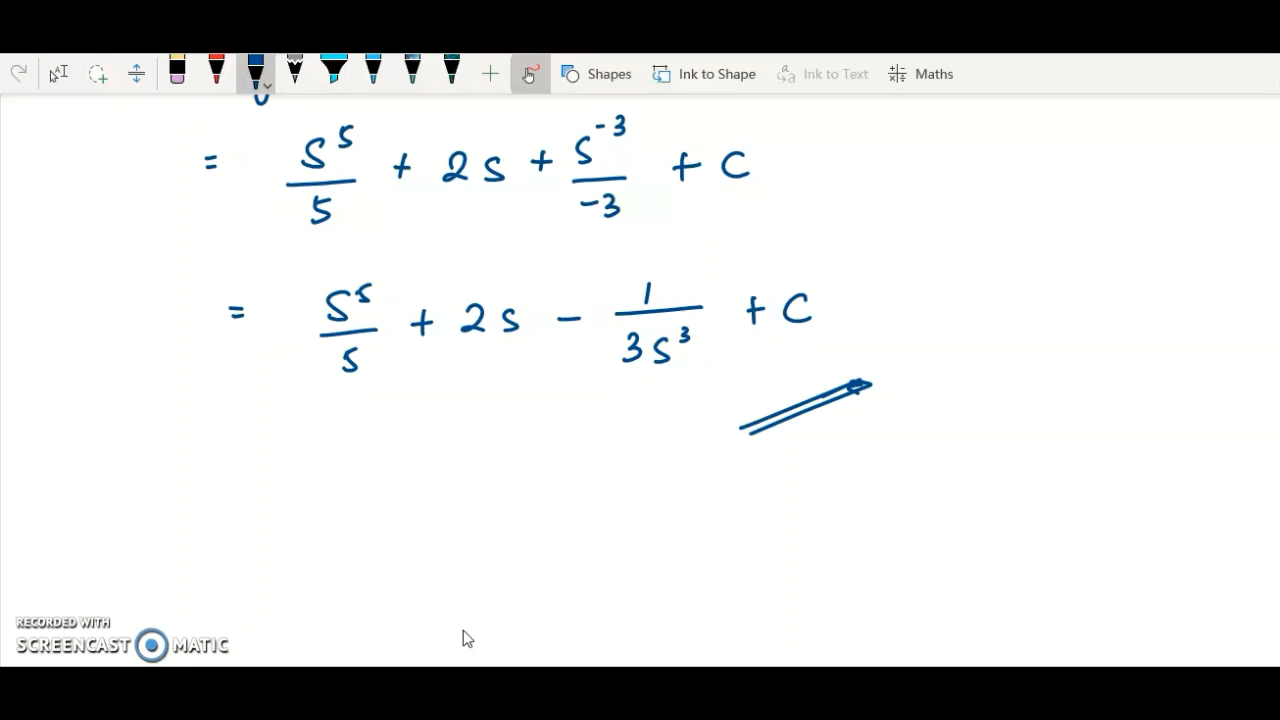 Shapes Ink to Shape Ink to Text Maths
= S^5/5 + 2s + s^-3/-3 + C
= S^5/5 + 2s - 1/3s^3 + C
RECORDED WITH
SCREENCAST MATIC